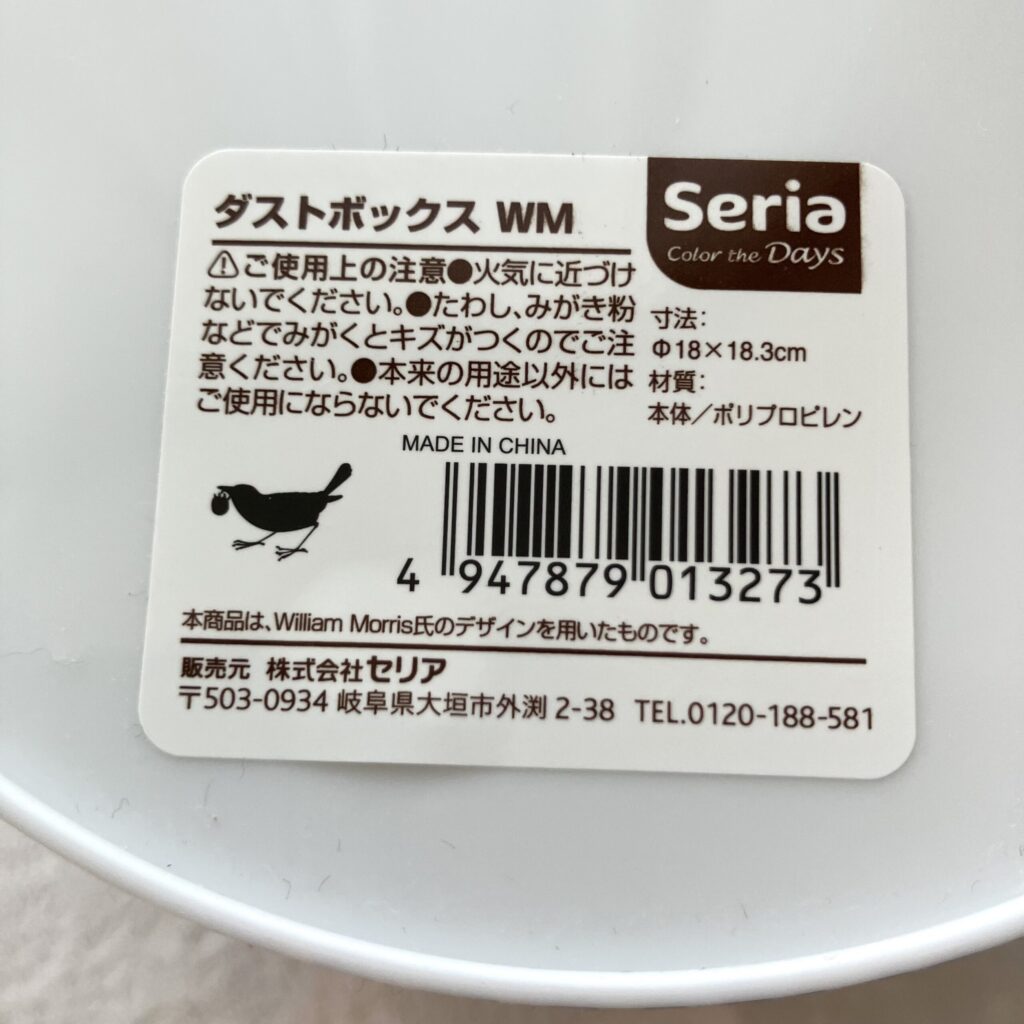 ダストボックス WM
Seria
Color the Days
⚠ご使用上の注意●火気に近づけ
ないでください。●たわし、みがき粉
などでみがくとキズがつくのでご注
意ください。●本来の用途以外には
ご使用にならないでください。
寸法：
Φ18×18.3cm
材質：
本体／ポリプロピレン
MADE IN CHINA
4 947879 013273
本商品は、William Morris氏のデザインを用いたものです。
販売元 株式会社セリア
〒503-0934 岐阜県大垣市外渕 2-38 TEL.0120-188-581